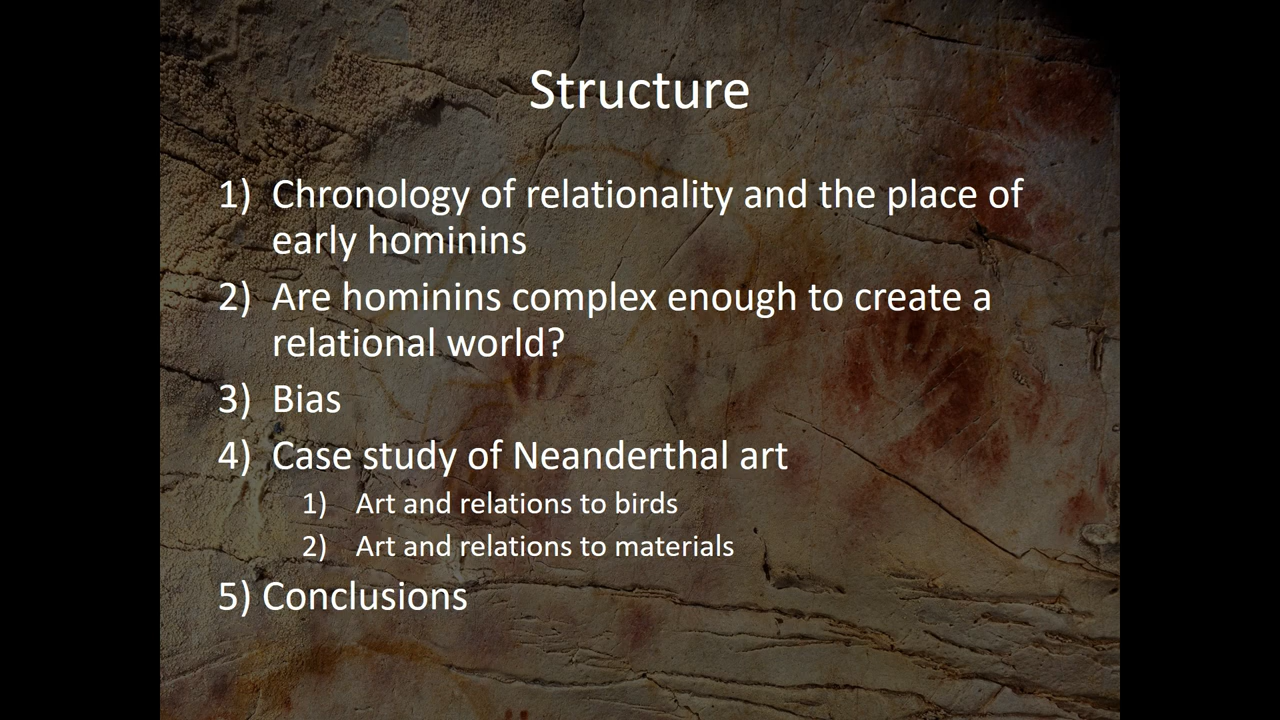 Structure
1) Chronology of relationality and the place of
early hominins
2) Are hominins complex enough to create a
relational world?
3) Bias
4) Case study of Neanderthal art
1) Art and relations to birds
2) Art and relations to materials
5) Conclusions